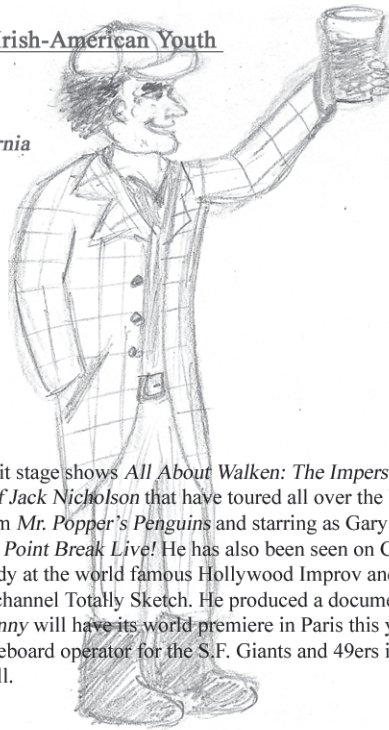 Irish-American Youth
rnia
it stage shows All About Walken: The Impers
f Jack Nicholson that have toured all over the
m Mr. Popper's Penguins and starring as Gary
Point Break Live! He has also been seen on C
dy at the world famous Hollywood Improv and
channel Totally Sketch. He produced a docume
nny will have its world premiere in Paris this y
eboard operator for the S.F. Giants and 49ers i
ll.